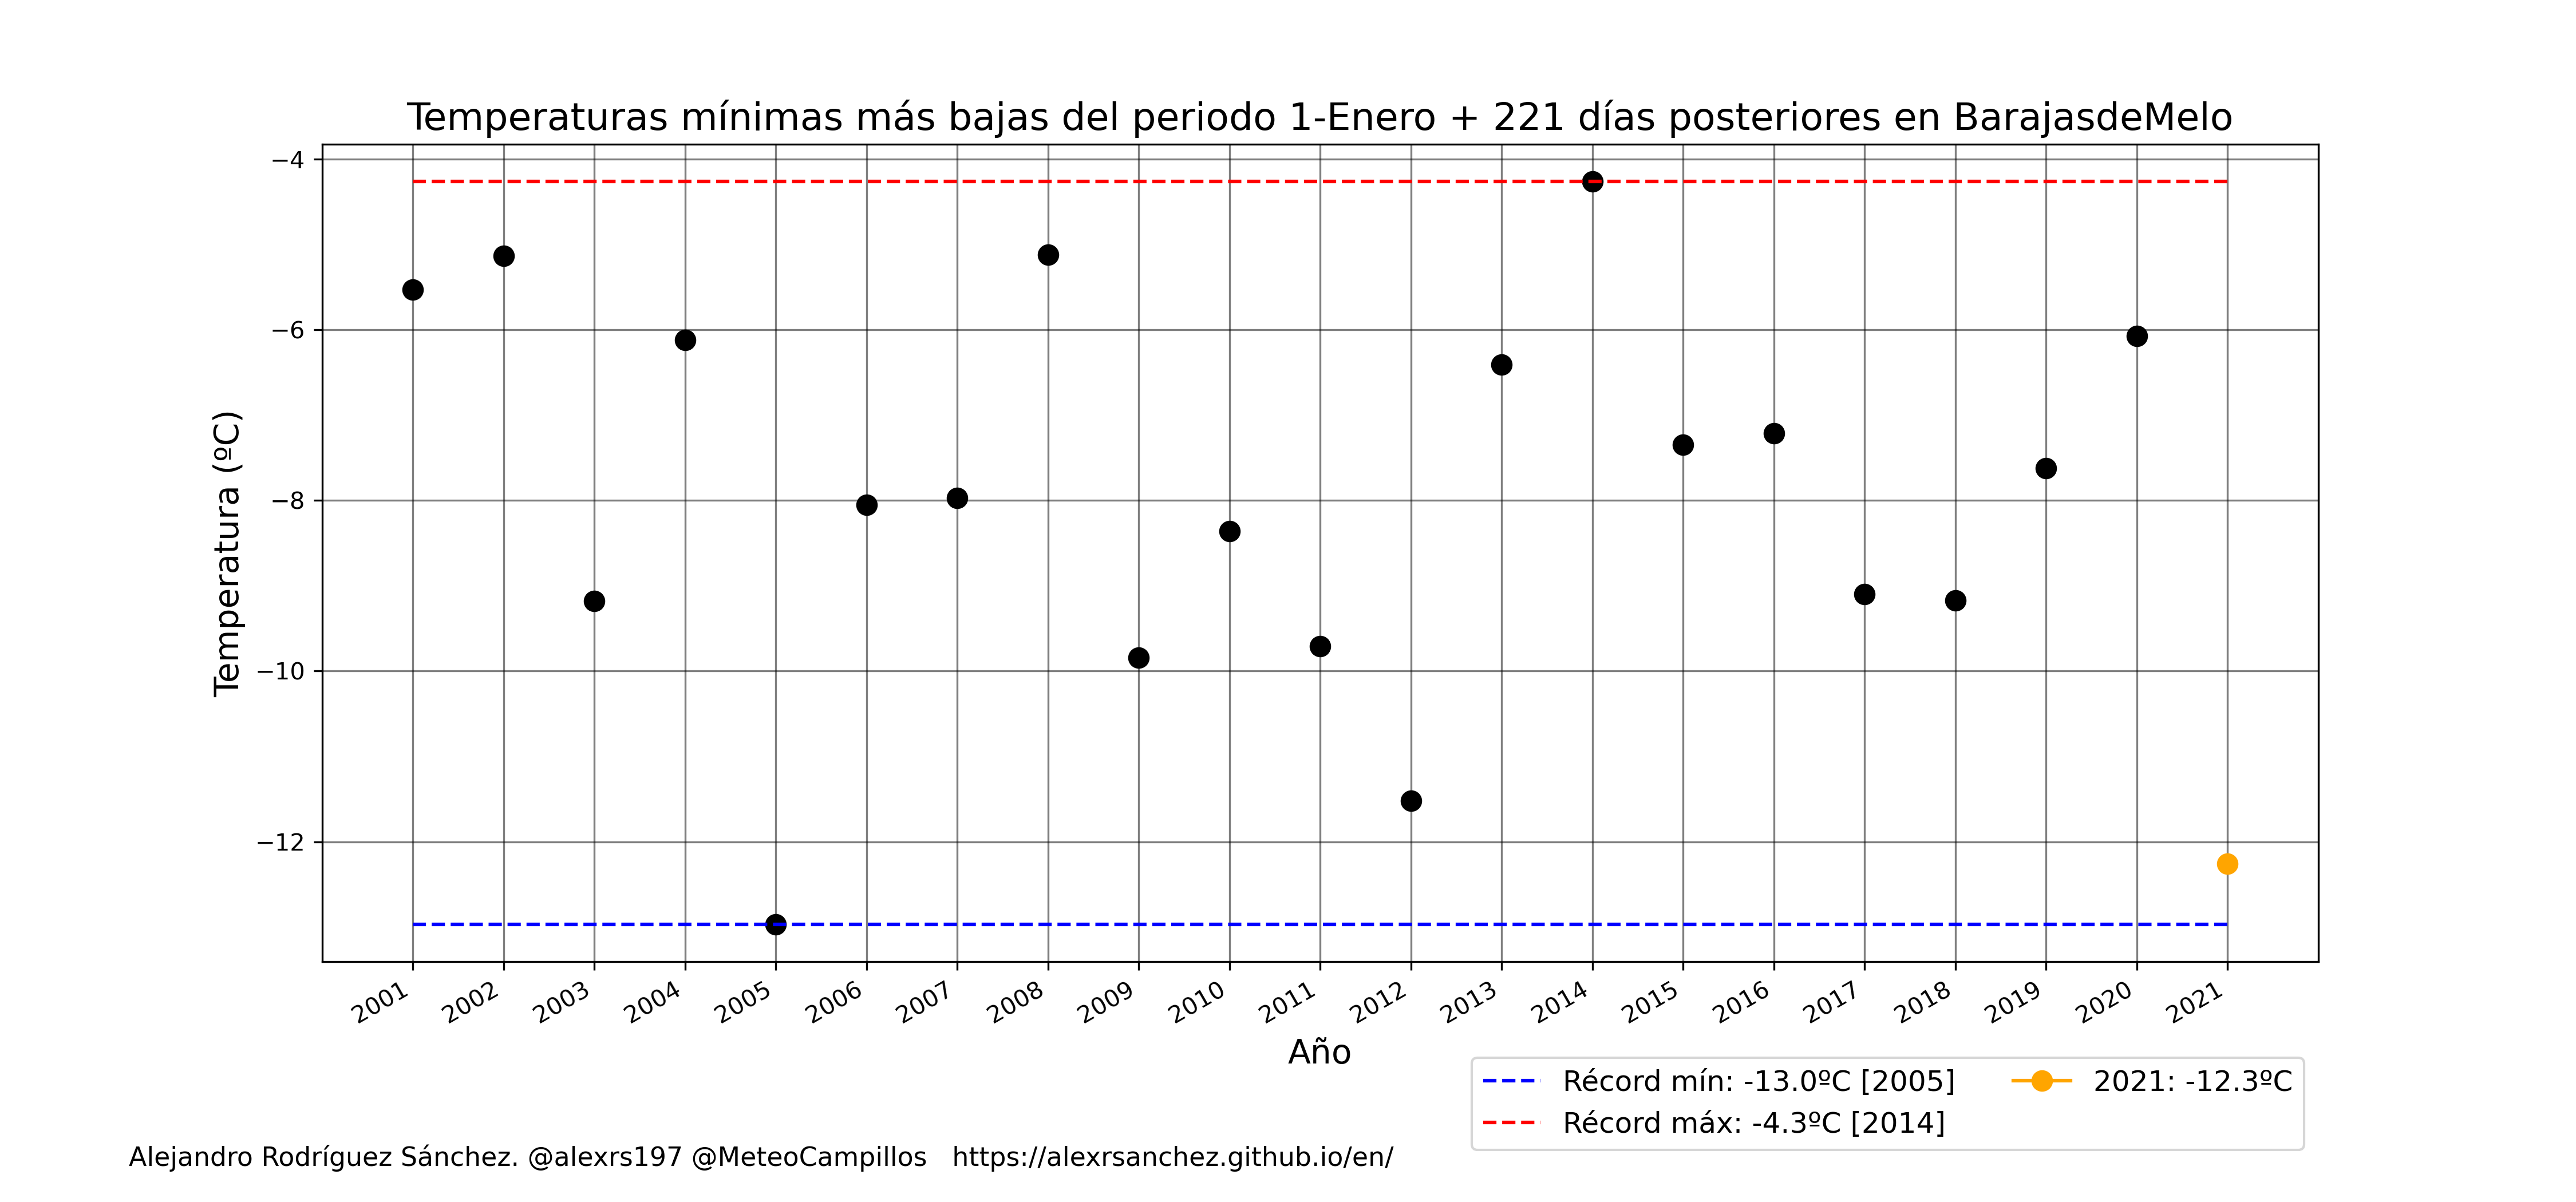 Temperaturas mínimas más bajas del periodo 1-Enero + 221 días posteriores en BarajasdeMelo
Temperatura (ºC)
−4
−6
−8
−10
−12
2001 2002 2003 2004 2005 2006 2007 2008 2009 2010 2011 2012 2013 2014 2015 2016 2017 2018 2019 2020 2021
Año
Récord mín: -13.0ºC [2005]
Récord máx: -4.3ºC [2014]
2021: -12.3ºC
Alejandro Rodríguez Sánchez. @alexrs197 @MeteoCampillos https://alexrsanchez.github.io/en/